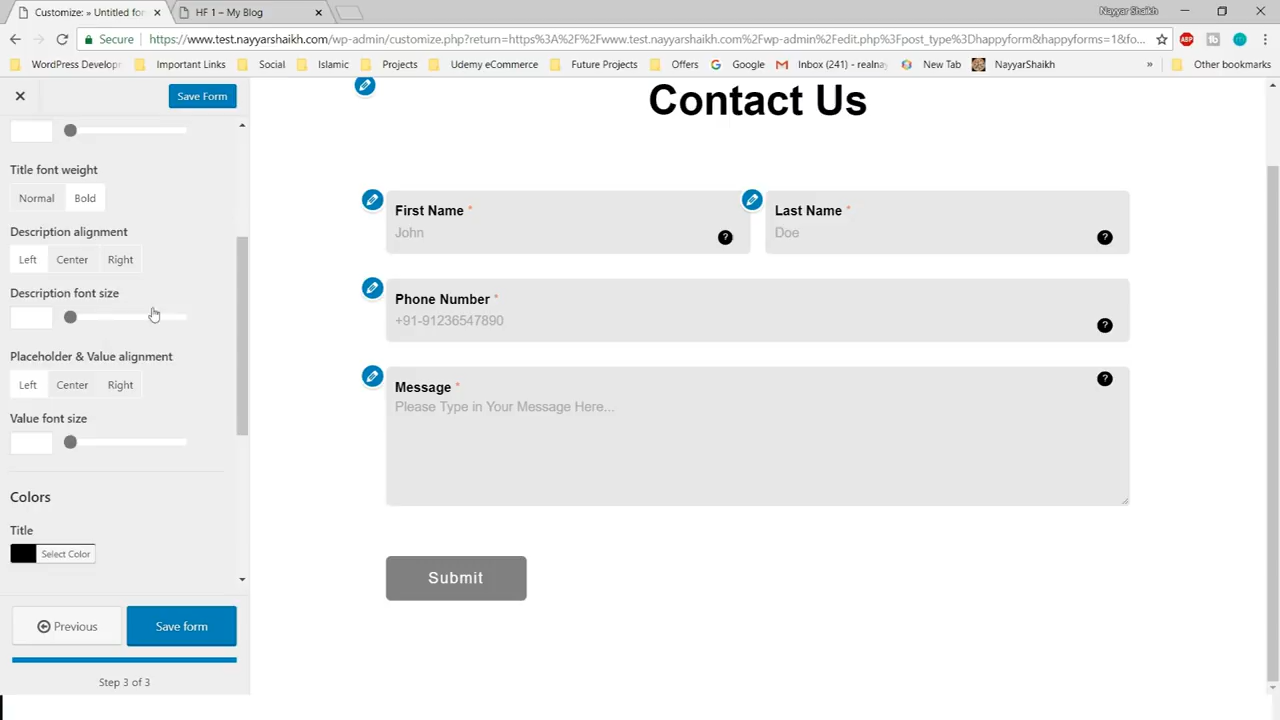 Customize: » Untitled for
HF 1 – My Blog
Nayyar Shaikh
Secure
https://www.test.nayyarshaikh.com/wp-admin/customize.php?return=https%3A%2F%2Fwww.test.nayyarshaikh.com%2Fwp-admin%2Fedit.php%3Fpost_type%3Dhappyform&happyforms=1&fo...
WordPress Develop
Important Links
Social
Islamic
Projects
Udemy eCommerce
Future Projects
Offers
Google
Inbox (241) - realnay
New Tab
NayyarShaikh
»
Other bookmarks
Save Form
Title font weight
Normal
Bold
Description alignment
Left
Center
Right
Description font size
Placeholder & Value alignment
Left
Center
Right
Value font size
Colors
Title
Select Color
Previous
Save form
Step 3 of 3
Contact Us
First Name *
John
?
Last Name *
Doe
?
Phone Number *
+91-91236547890
?
Message *
?
Please Type in Your Message Here...
Submit